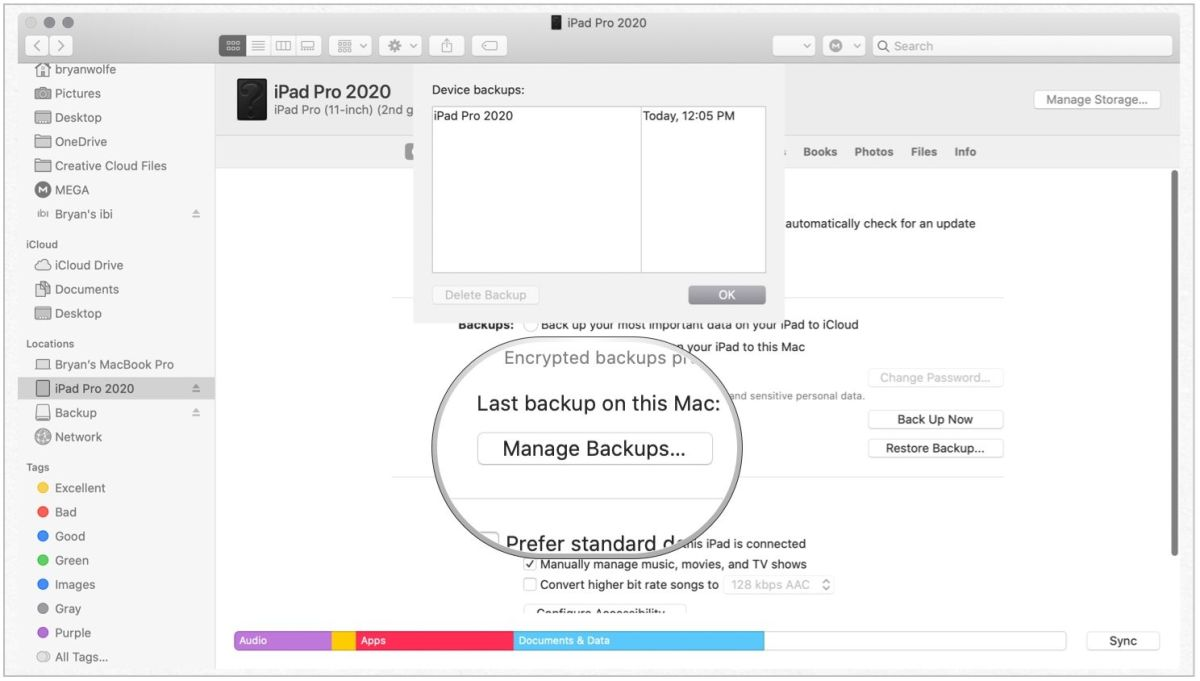 iPad Pro 2020
Search
bryanwolfe
Pictures
Desktop
OneDrive
Creative Cloud Files
MEGA
ibi Bryan's ibi
iCloud
iCloud Drive
Documents
Desktop
Locations
Bryan's MacBook Pro
iPad Pro 2020
Backup
Network
Tags
Excellent
Bad
Good
Green
Images
Gray
Purple
All Tags...
iPad Pro 2020
iPad Pro (11-inch) (2nd g
Manage Storage...
Books Photos Files Info
Device backups:
iPad Pro 2020 Today, 12:05 PM
Delete Backup OK
automatically check for an update
Backups: Back up your most important data on your iPad to iCloud
your iPad to this Mac
Encrypted backups pr
Change Password...
and sensitive personal data.
Last backup on this Mac:
Back Up Now
Manage Backups...
Restore Backup...
Prefer standard d
this iPad is connected
Manually manage music, movies, and TV shows
Convert higher bit rate songs to 128 kbps AAC
Configure Accessibility
Audio Apps Documents & Data
Sync